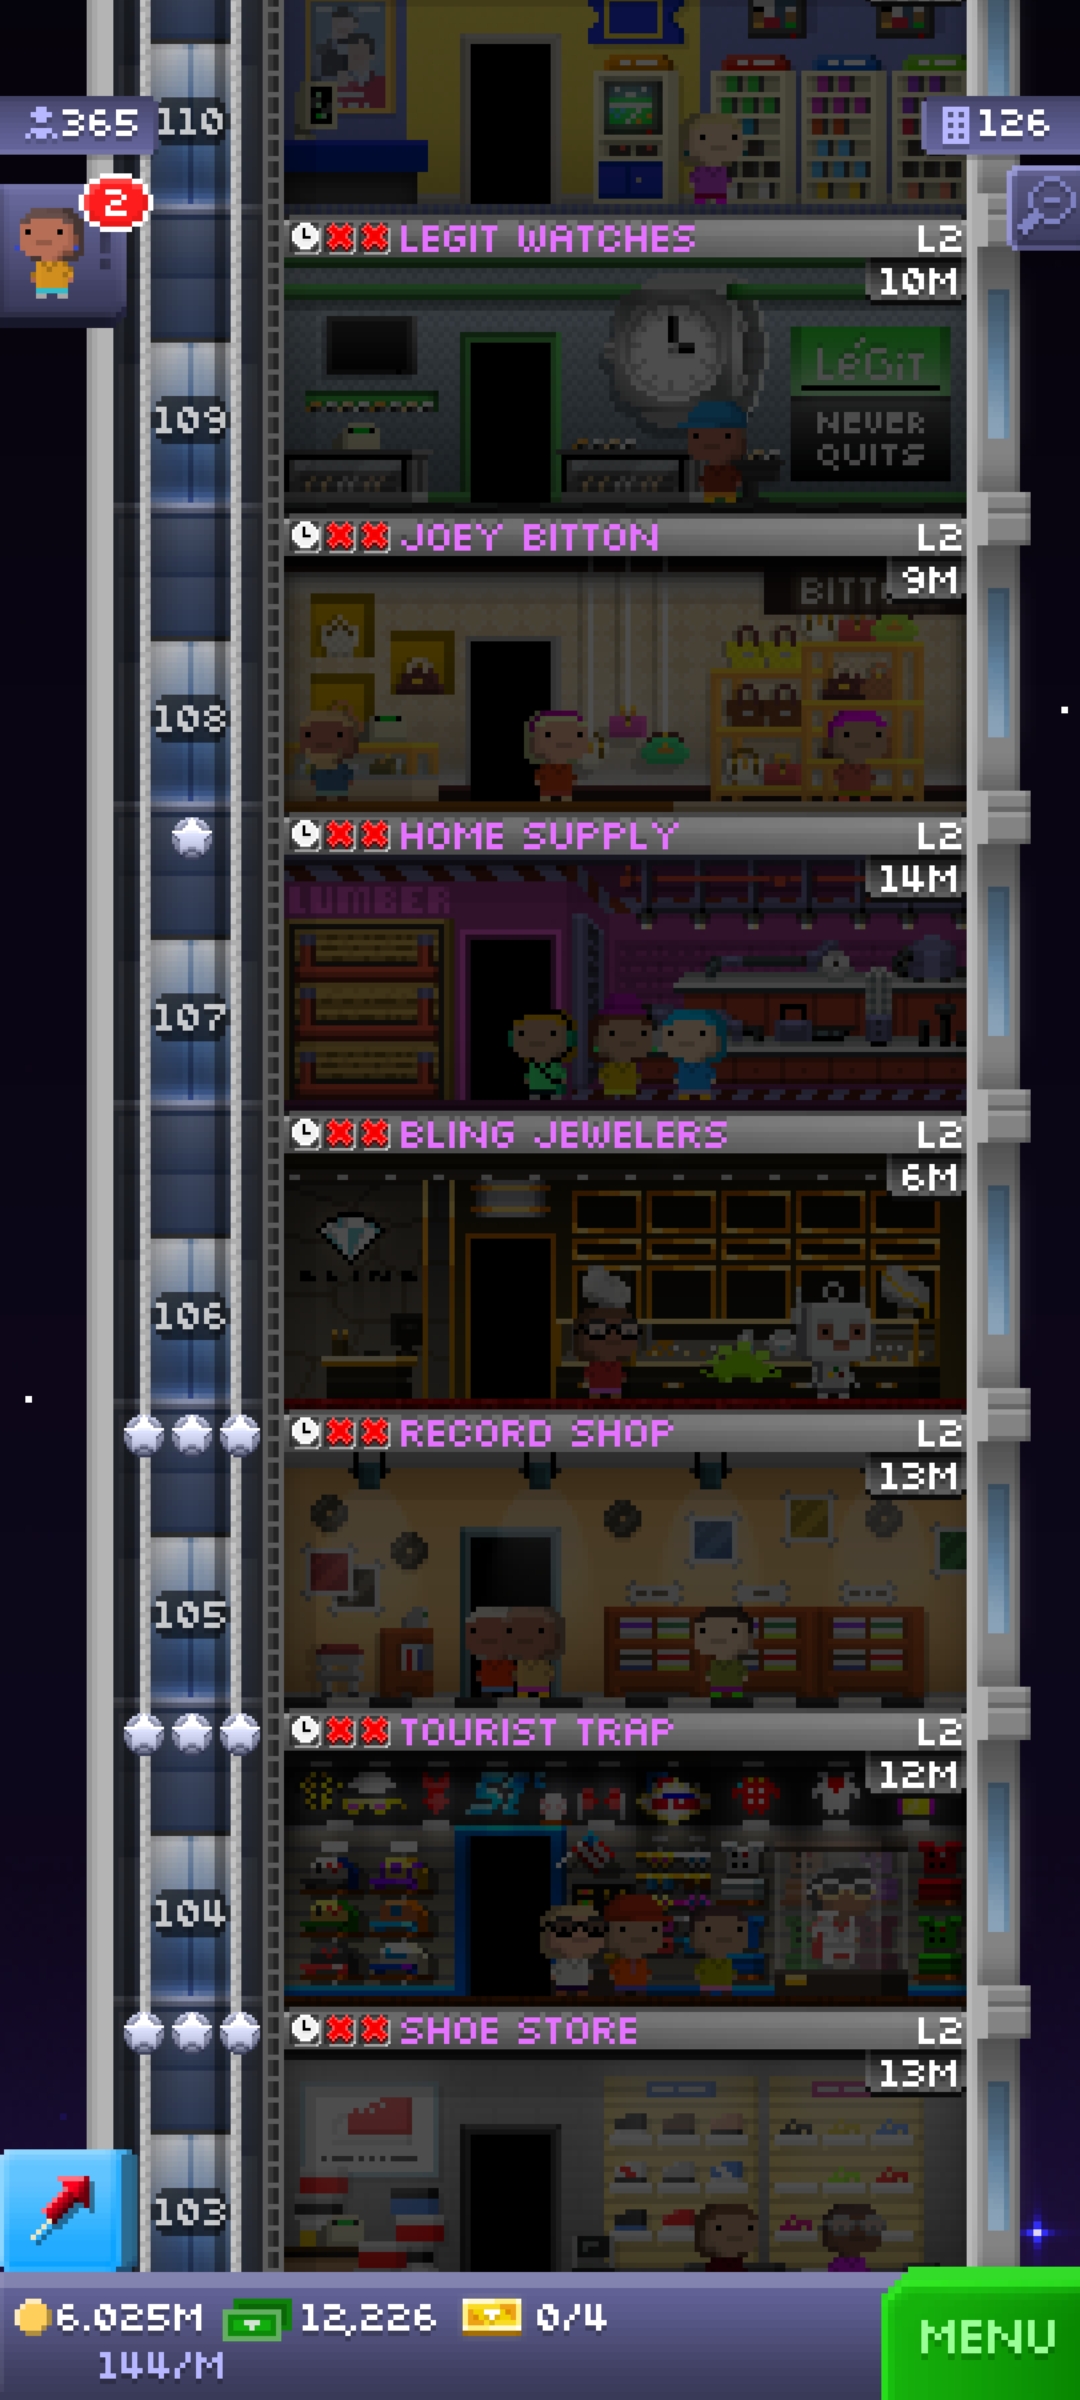 365
110
126
2
LEGIT WATCHES L2
10M
LéGiT
NEVER
QUITS
109
JOEY BITTON L2
9M
BITT
108
HOME SUPPLY L2
14M
LUMBER
107
BLING JEWELERS L2
6M
BLING
106
RECORD SHOP L2
13M
105
TOURIST TRAP L2
12M
104
SHOE STORE L2
13M
103
6.025M 12,226 0/4
144/M
MENU